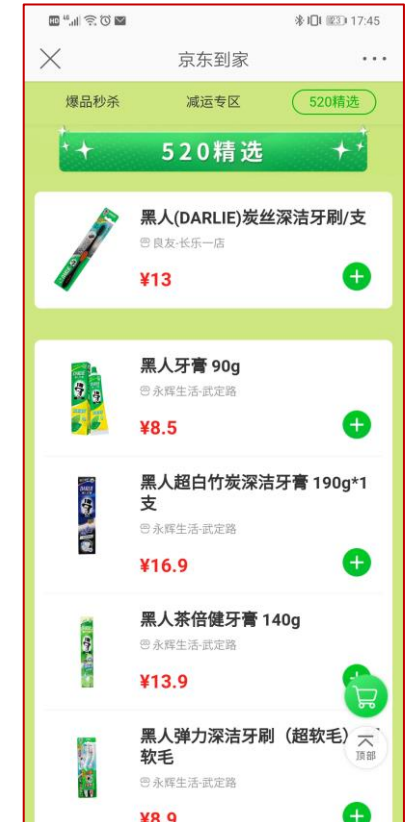 17:45
京东到家
爆品秒杀
减运专区
520精选
520精选
黑人(DARLIE)炭丝深洁牙刷/支
良友-长乐一店
¥13
黑人牙膏 90g
永辉生活-武定路
¥8.5
黑人超白竹炭深洁牙膏 190g*1
支
永辉生活-武定路
¥16.9
黑人茶倍健牙膏 140g
永辉生活-武定路
¥13.9
黑人弹力深洁牙刷（超软毛）
软毛
顶部
永辉生活-武定路
¥8.9